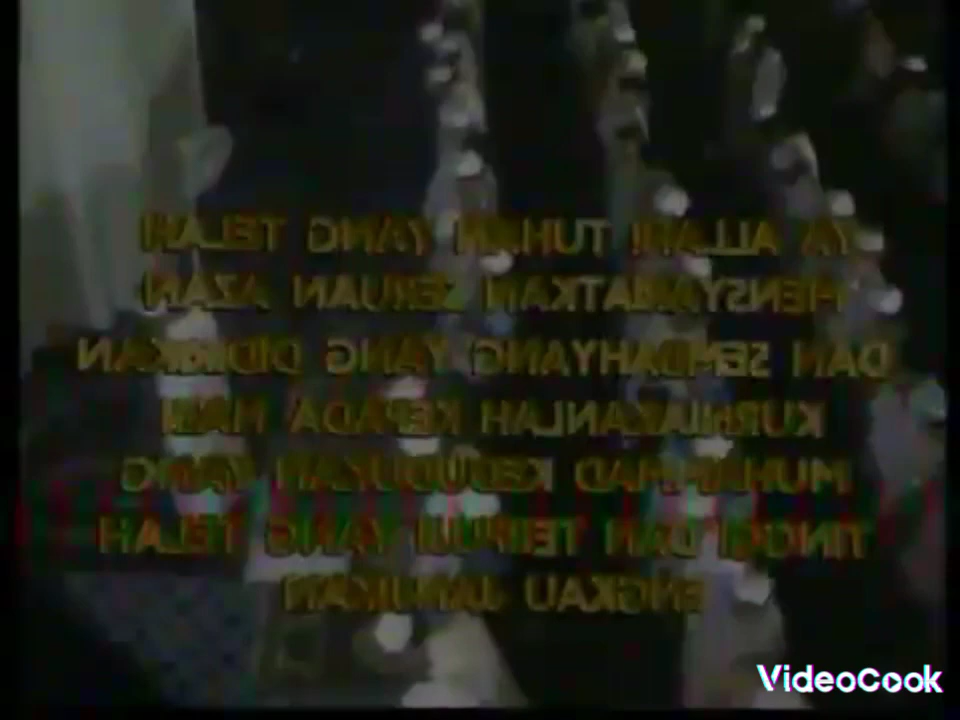 YA ALLAH! TUHAN YANG TELAH
MENSYARIATKAN SERUAN AZAN
DAN SEMBAHYANG YANG DIDIRIKAN
KURNIAKANLAH KEPADA NABI
MUHAMMAD KEDUDUKAN YANG
TINGGI DAN TERPUJI YANG TELAH
ENGKAU JANJIKAN
VideoCook